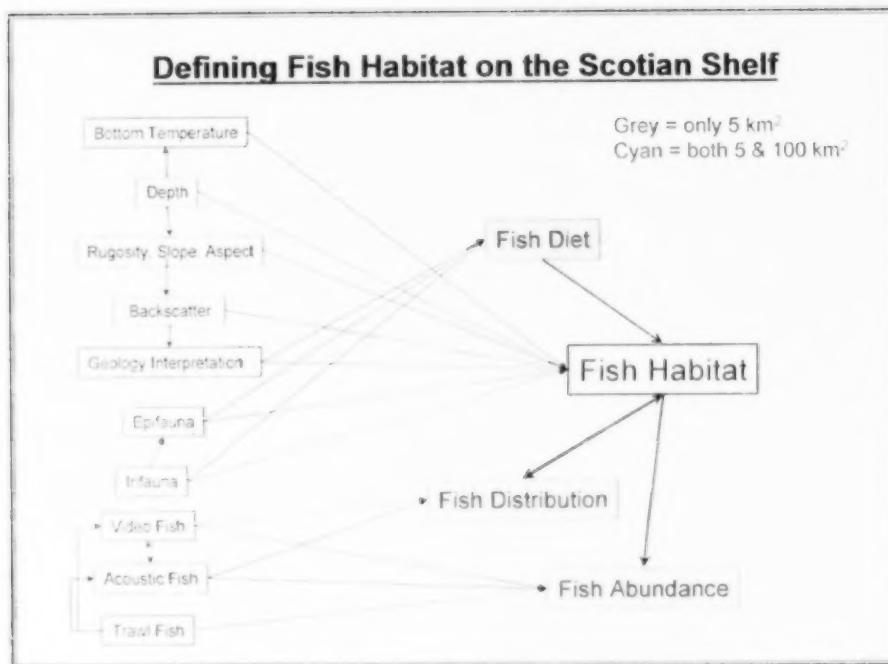 Defining Fish Habitat on the Scotian Shelf
Grey = only 5 km²
Cyan = both 5 & 100 km²
Bottom Temperature
Depth
Rugosity, Slope, Aspect
Backscatter
Geology Interpretation
Epifauna
Infauna
Video Fish
Acoustic Fish
Trawl Fish
Fish Diet
Fish Habitat
Fish Distribution
Fish Abundance